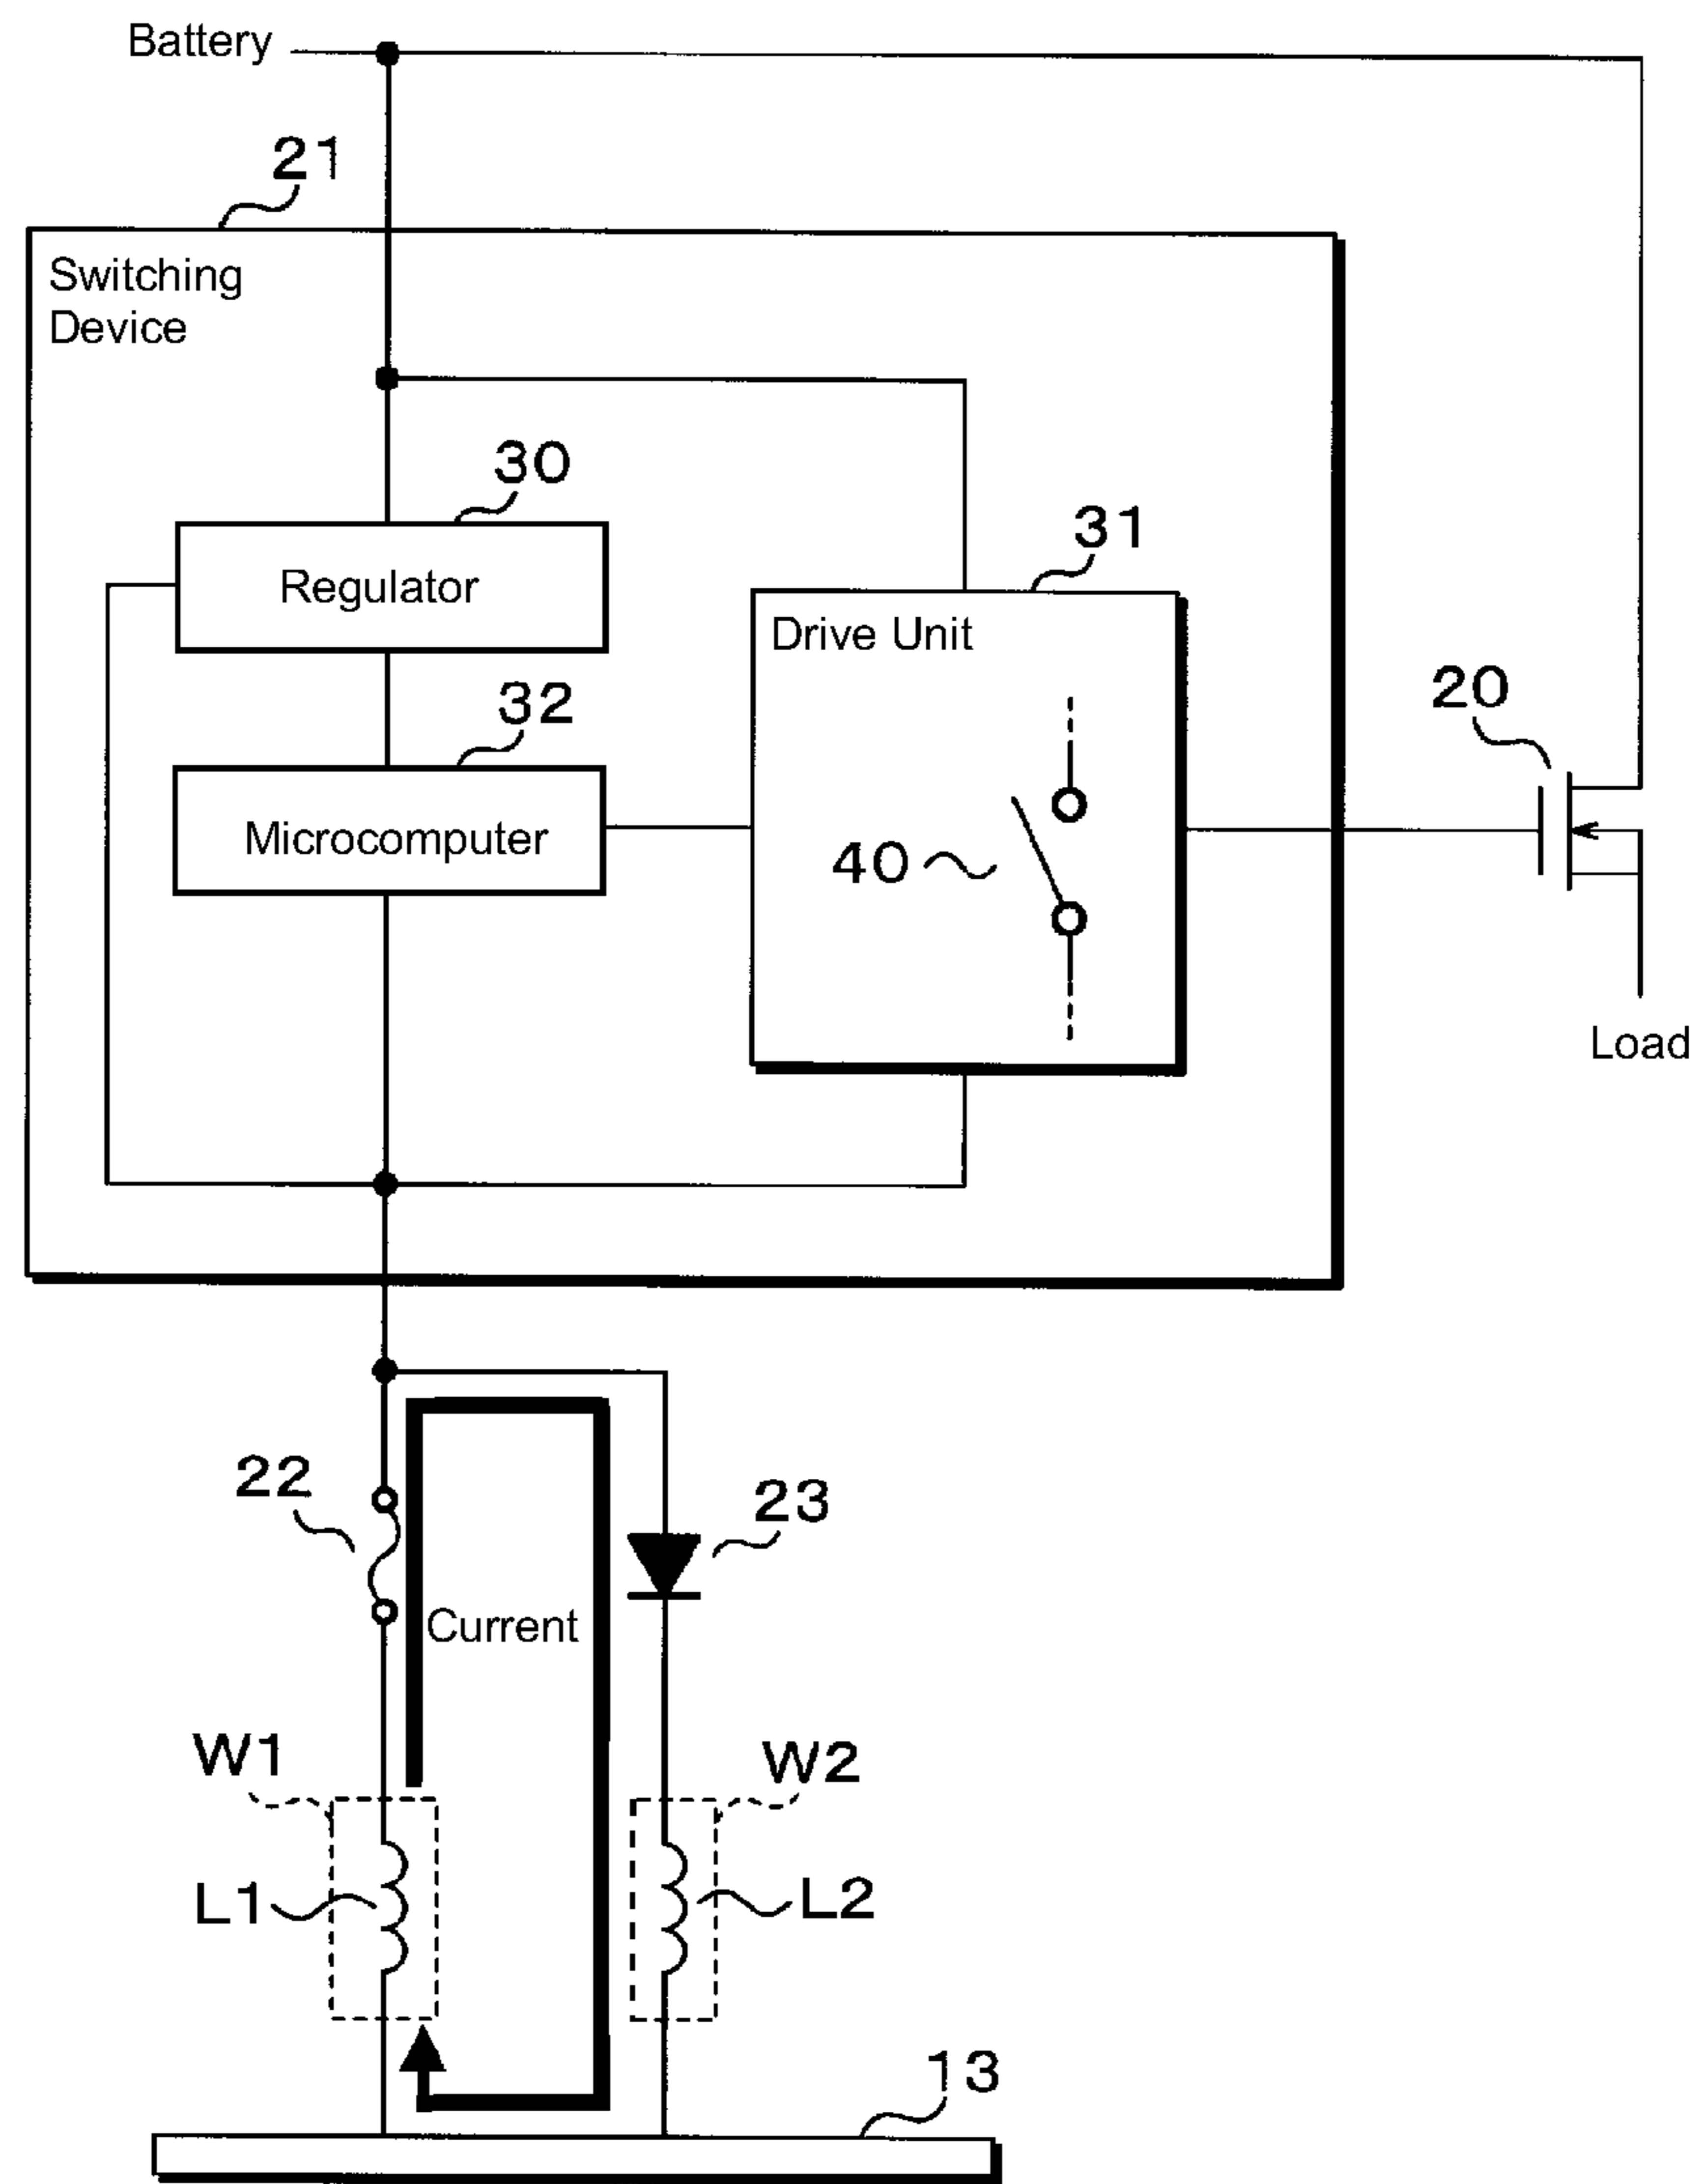 Battery
21
Switching
Device
30
Regulator
31
Drive Unit
32
Microcomputer
20
40
Load
22
23
Current
W1
W2
L1
L2
13